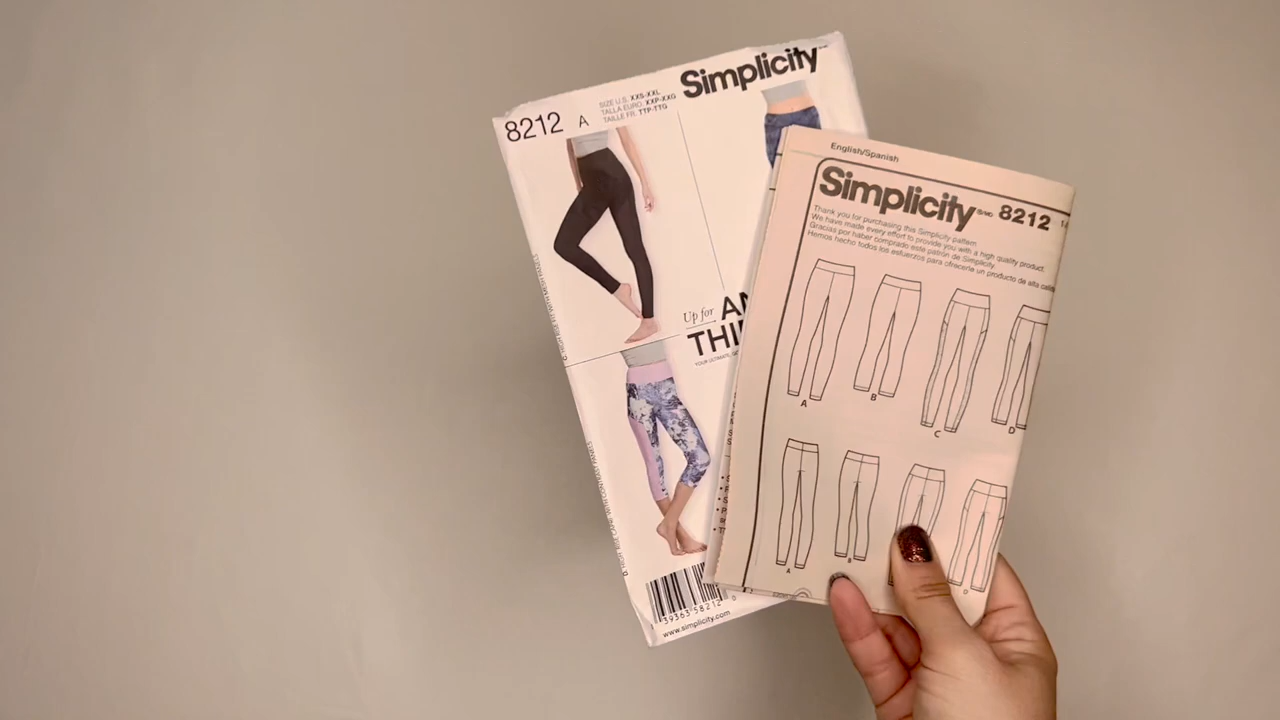 Simplicity
8212 A
SIZE U.S. XXS-XXL
TALLA EURO. XXP-XXG
TAILLE FR. TTP-TTG
Up for
THI
39363 58212 0
www.simplicity.com
English/Spanish
Simplicity 8212
Thank you for purchasing this Simplicity pattern.
We have made every effort to provide you with a high quality product.
Gracias por haber comprado este patrón de Simplicity.
Hemos hecho todos los esfuerzos para ofrecerle un producto de alta
A
B
C
D
A
B
D